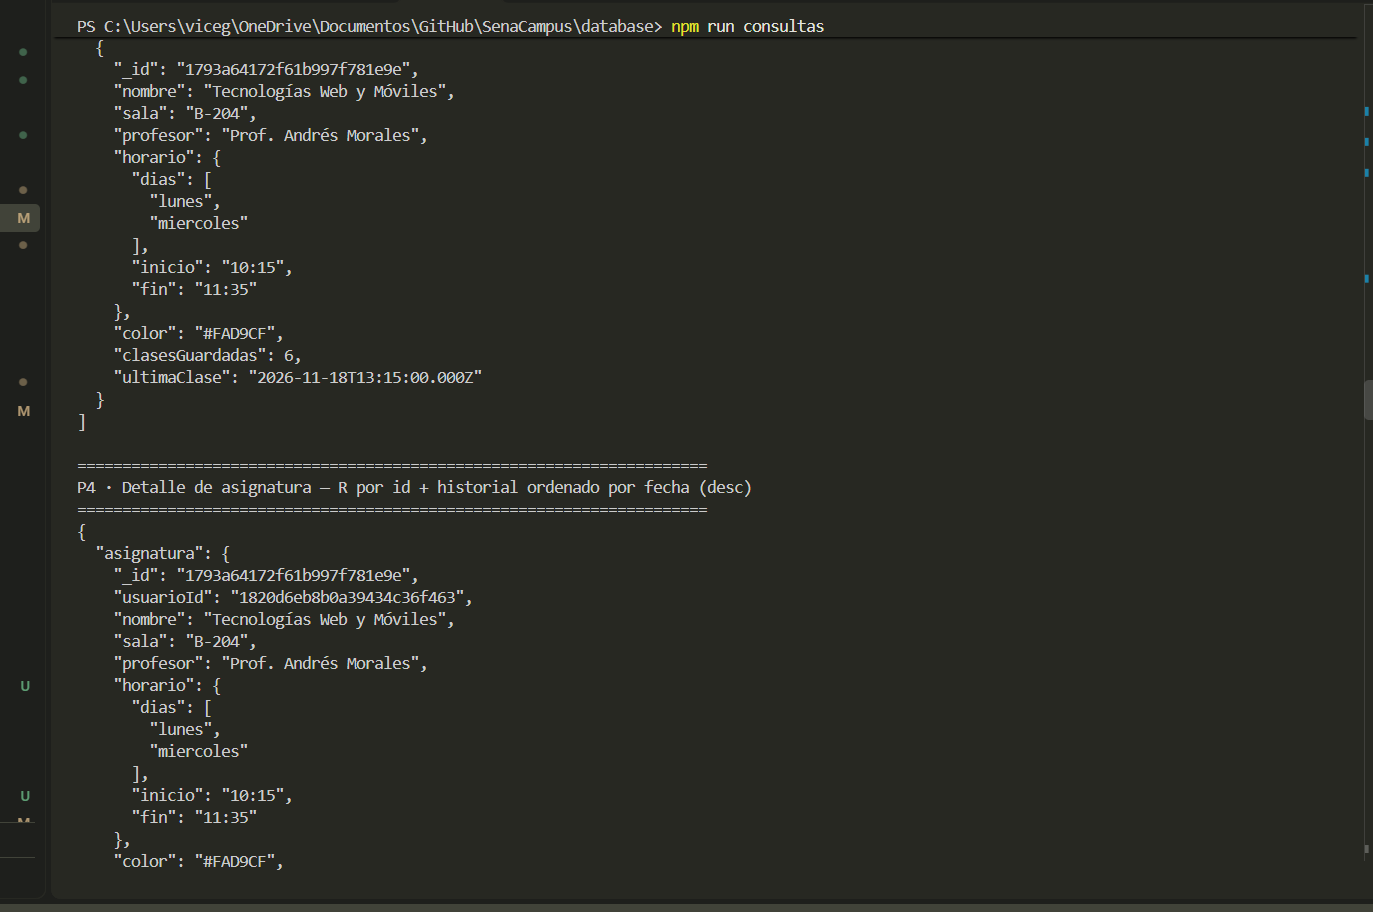 PS C:\Users\viceg\OneDrive\Documentos\GitHub\SenaCampus\database> npm run consultas
  {
    "_id": "1793a64172f61b997f781e9e",
    "nombre": "Tecnologías Web y Móviles",
    "sala": "B-204",
    "profesor": "Prof. Andrés Morales",
    "horario": {
      "dias": [
        "lunes",
        "miercoles"
      ],
      "inicio": "10:15",
      "fin": "11:35"
    },
    "color": "#FAD9CF",
    "clasesGuardadas": 6,
    "ultimaClase": "2026-11-18T13:15:00.000Z"
  }
]
======================================================================
P4 · Detalle de asignatura — R por id + historial ordenado por fecha (desc)
======================================================================
{
  "asignatura": {
    "_id": "1793a64172f61b997f781e9e",
    "usuarioId": "1820d6eb8b0a39434c36f463",
    "nombre": "Tecnologías Web y Móviles",
    "sala": "B-204",
    "profesor": "Prof. Andrés Morales",
    "horario": {
      "dias": [
        "lunes",
        "miercoles"
      ],
      "inicio": "10:15",
      "fin": "11:35"
    },
    "color": "#FAD9CF",
M
M
U
U
M